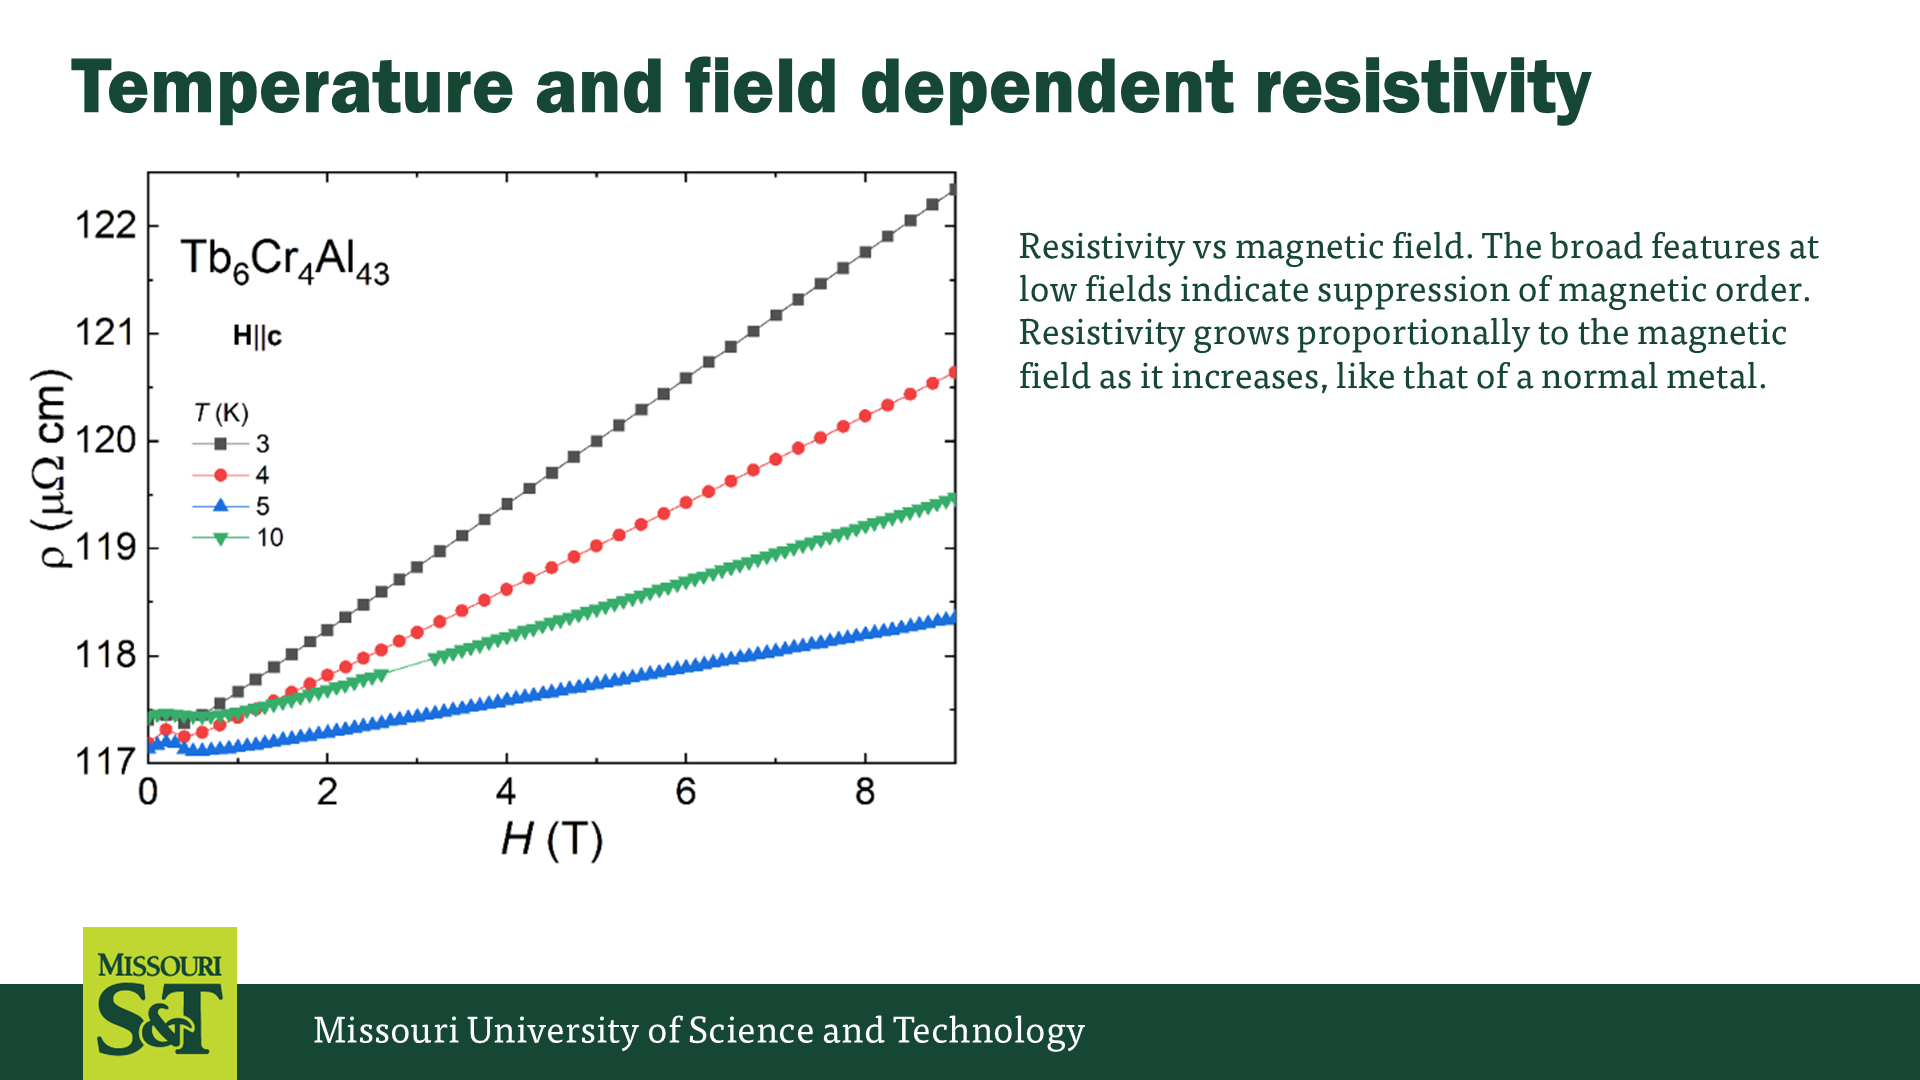 Temperature and field dependent resistivity
Tb₆Cr₄Al₄₃
H||c
T (K)
3
4
5
10
122
121
120
119
118
117
ρ (μΩ cm)
0 2 4 6 8
H (T)
Resistivity vs magnetic field. The broad features at
low fields indicate suppression of magnetic order.
Resistivity grows proportionally to the magnetic
field as it increases, like that of a normal metal.
MISSOURI
S&T
Missouri University of Science and Technology